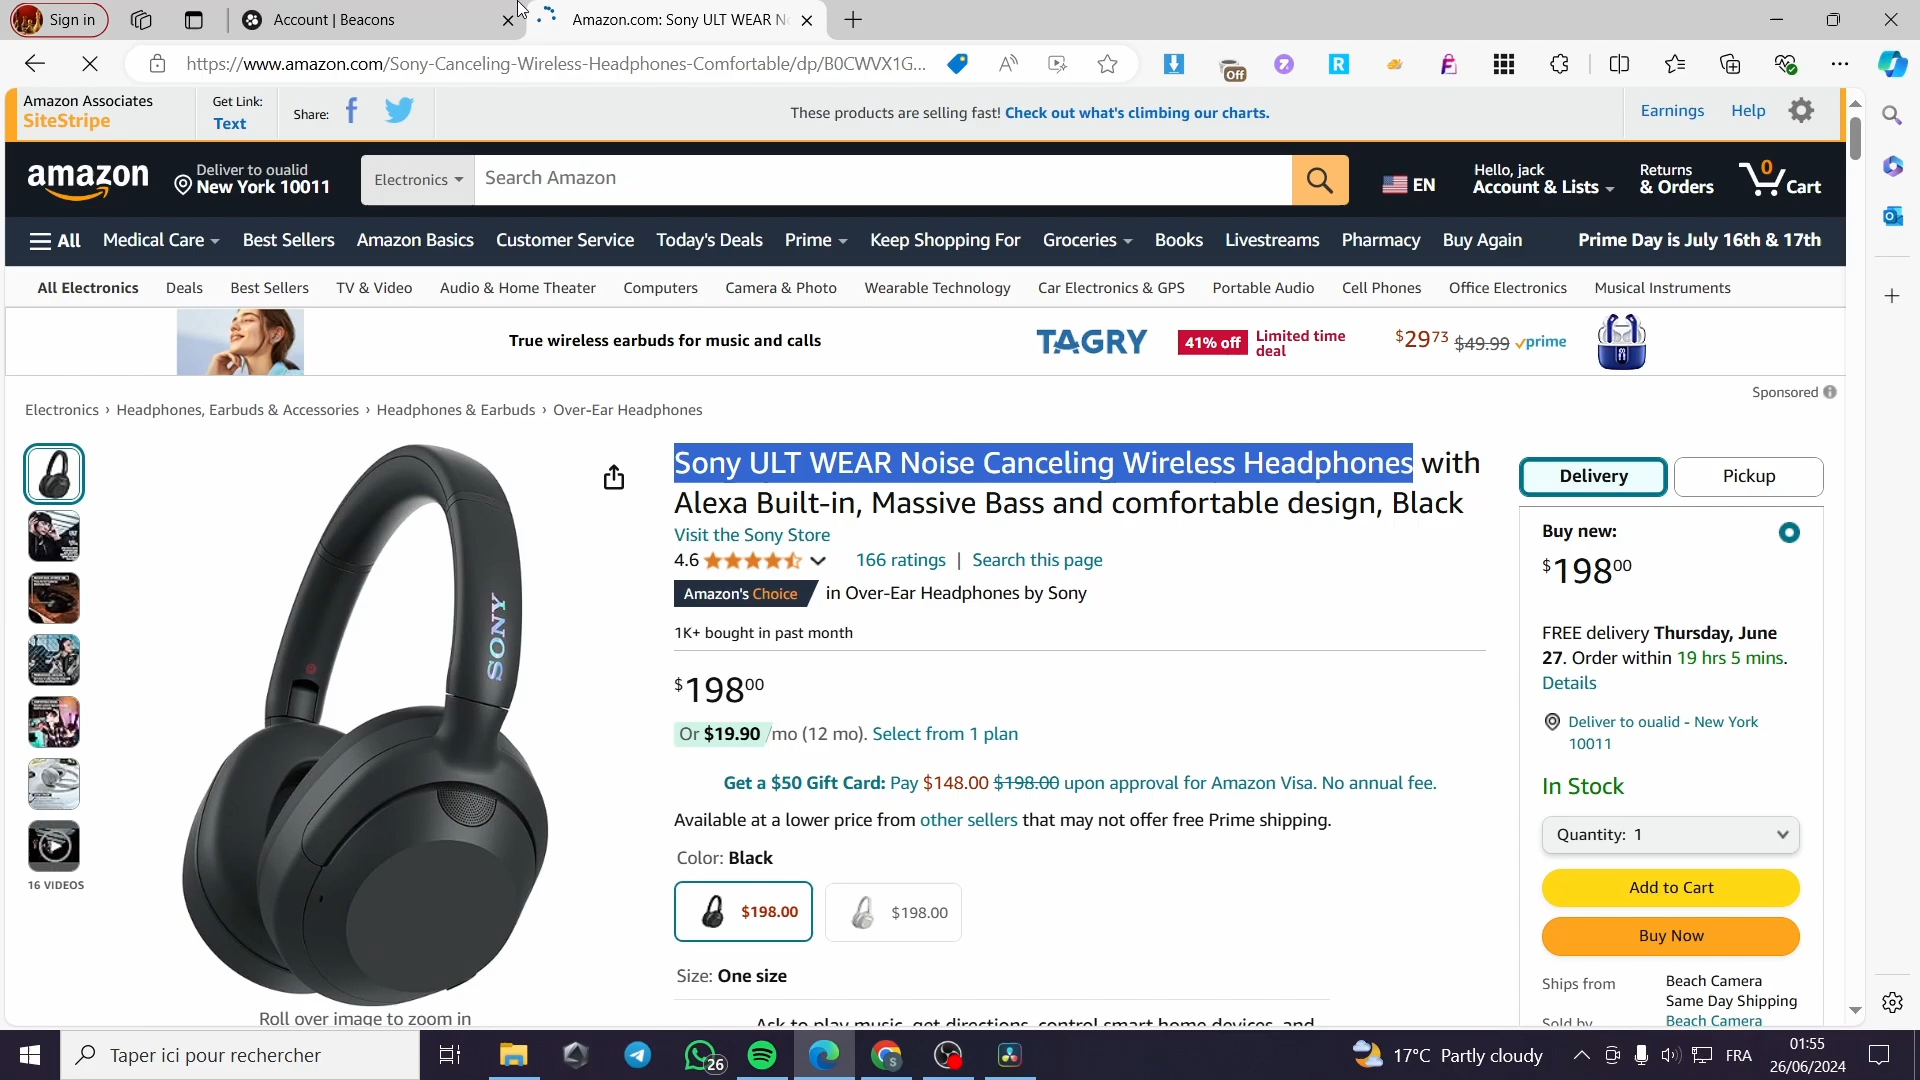 Sign in
Account | Beacons
Amazon.com: Sony ULT WEAR N
https://www.amazon.com/Sony-Canceling-Wireless-Headphones-Comfortable/dp/B0CWVX1G...
Off
Amazon Associates
SiteStripe
Get Link:
Text
Share:
These products are selling fast! Check out what's climbing our charts.
Earnings
Help
amazon
Deliver to oualid
New York 10011
Electronics
Search Amazon
EN
Hello, jack
Account & Lists
Returns
& Orders
0
Cart
All
Medical Care
Best Sellers
Amazon Basics
Customer Service
Today's Deals
Prime
Keep Shopping For
Groceries
Books
Livestreams
Pharmacy
Buy Again
Prime Day is July 16th & 17th
All Electronics
Deals
Best Sellers
TV & Video
Audio & Home Theater
Computers
Camera & Photo
Wearable Technology
Car Electronics & GPS
Portable Audio
Cell Phones
Office Electronics
Musical Instruments
True wireless earbuds for music and calls
TAGRY
41% off
Limited time
deal
$29.73 $49.99 prime
Sponsored
Electronics › Headphones, Earbuds & Accessories › Headphones & Earbuds › Over-Ear Headphones
16 VIDEOS
SONY
Roll over image to zoom in
Sony ULT WEAR Noise Canceling Wireless Headphones with
Alexa Built-in, Massive Bass and comfortable design, Black
Visit the Sony Store
4.6
166 ratings | Search this page
Amazon's Choice in Over-Ear Headphones by Sony
1K+ bought in past month
$198.00
Or $19.90 /mo (12 mo). Select from 1 plan
Get a $50 Gift Card: Pay $148.00 $198.00 upon approval for Amazon Visa. No annual fee.
Available at a lower price from other sellers that may not offer free Prime shipping.
Color: Black
$198.00
$198.00
Size: One size
Ask to play music, get directions, control smart home devices, and
Delivery
Pickup
Buy new:
$198.00
FREE delivery Thursday, June
27. Order within 19 hrs 5 mins.
Details
Deliver to oualid - New York
10011
In Stock
Quantity: 1
Add to Cart
Buy Now
Ships from
Beach Camera
Same Day Shipping
Sold by
Beach Camera
Taper ici pour rechercher
26
17°C Partly cloudy
FRA
01:55
26/06/2024